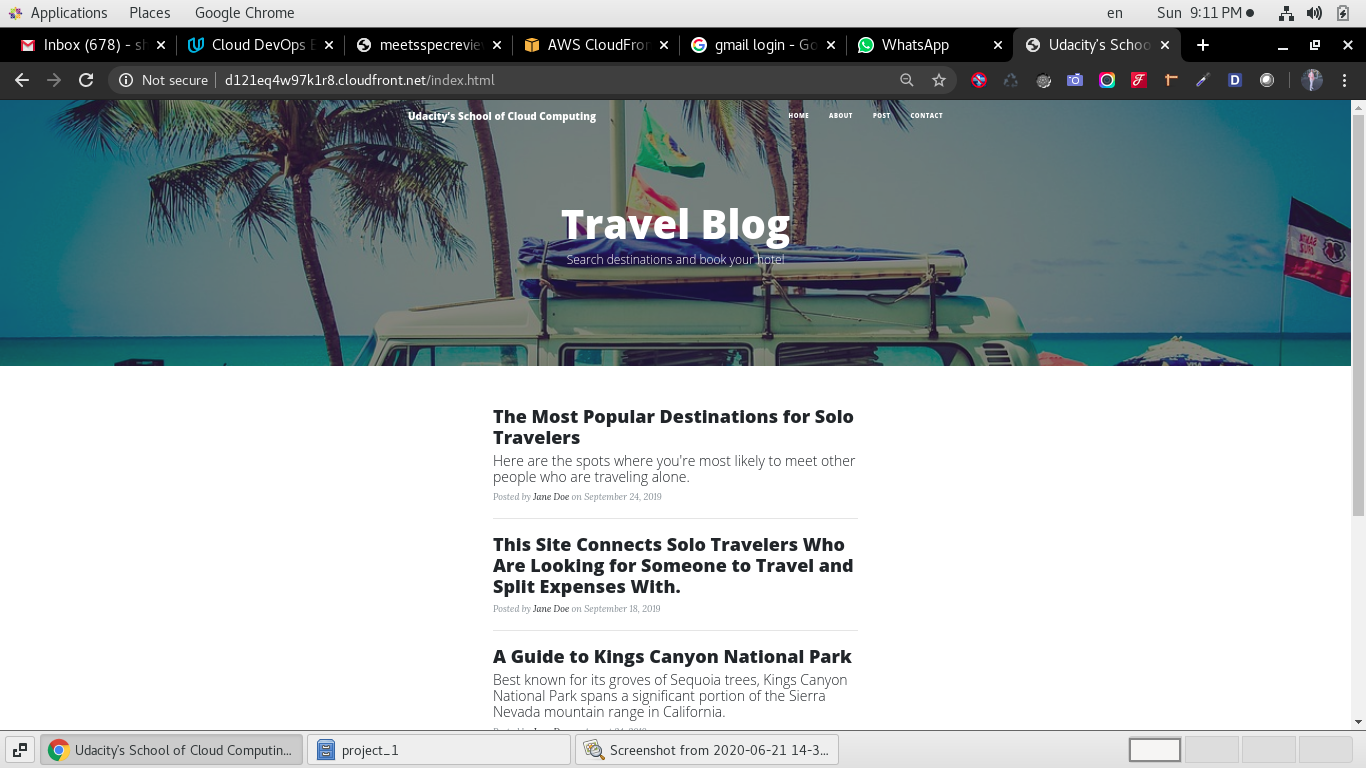 Applications Places Google Chrome en Sun 9:11 PM
Inbox (678) - sh Cloud DevOps E meetsspecrevie AWS CloudFron gmail login - Go WhatsApp Udacity's Schoo
Not secure d121eq4w97k1r8.cloudfront.net/index.html
Udacity's School of Cloud Computing HOME ABOUT POST CONTACT
Travel Blog
Search destinations and book your hotel
The Most Popular Destinations for Solo
Travelers
Here are the spots where you're most likely to meet other
people who are traveling alone.
Posted by Jane Doe on September 24, 2019
This Site Connects Solo Travelers Who
Are Looking for Someone to Travel and
Split Expenses With.
Posted by Jane Doe on September 18, 2019
A Guide to Kings Canyon National Park
Best known for its groves of Sequoia trees, Kings Canyon
National Park spans a significant portion of the Sierra
Nevada mountain range in California.
Udacity's School of Cloud Computin... project_1 Screenshot from 2020-06-21 14-3...